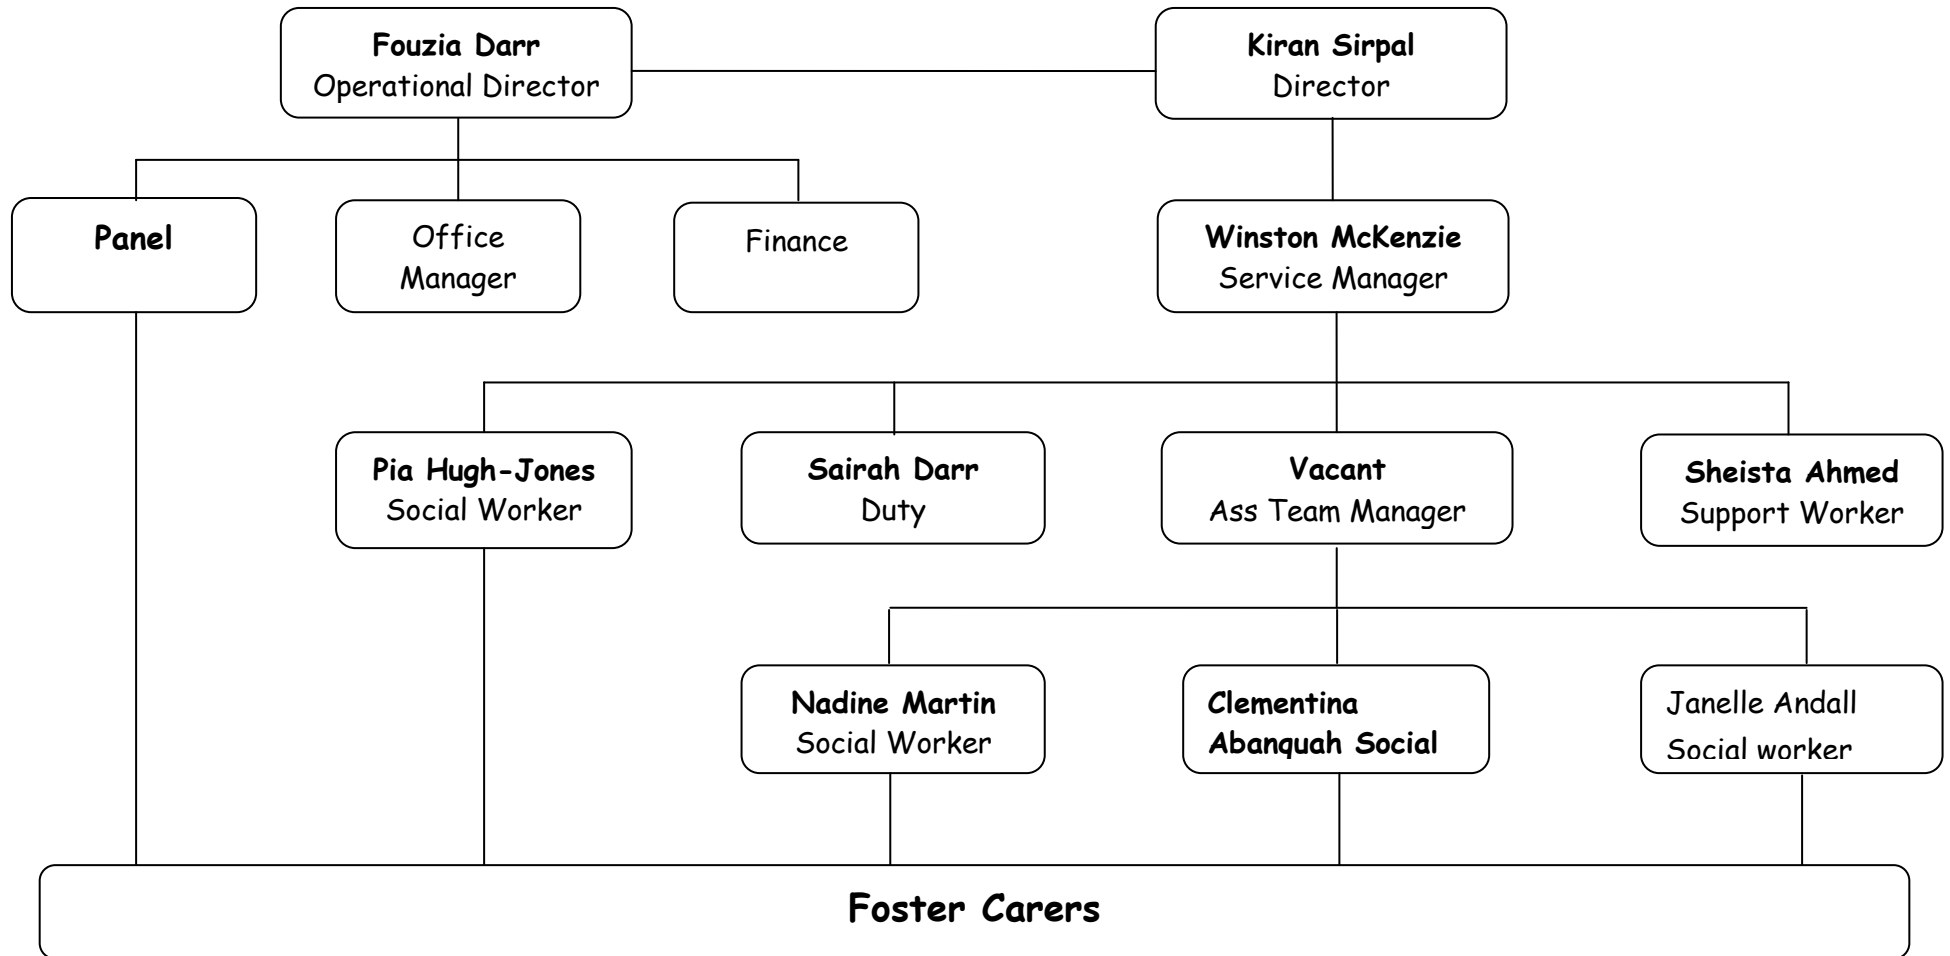 Fouzia Darr
Operational Director
Kiran Sirpal
Director
Panel
Office
Manager
Finance
Winston McKenzie
Service Manager
Pia Hugh-Jones
Social Worker
Sairah Darr
Duty
Vacant
Ass Team Manager
Sheista Ahmed
Support Worker
Nadine Martin
Social Worker
Clementina
Abanquah Social
Janelle Andall
Social worker
Foster Carers